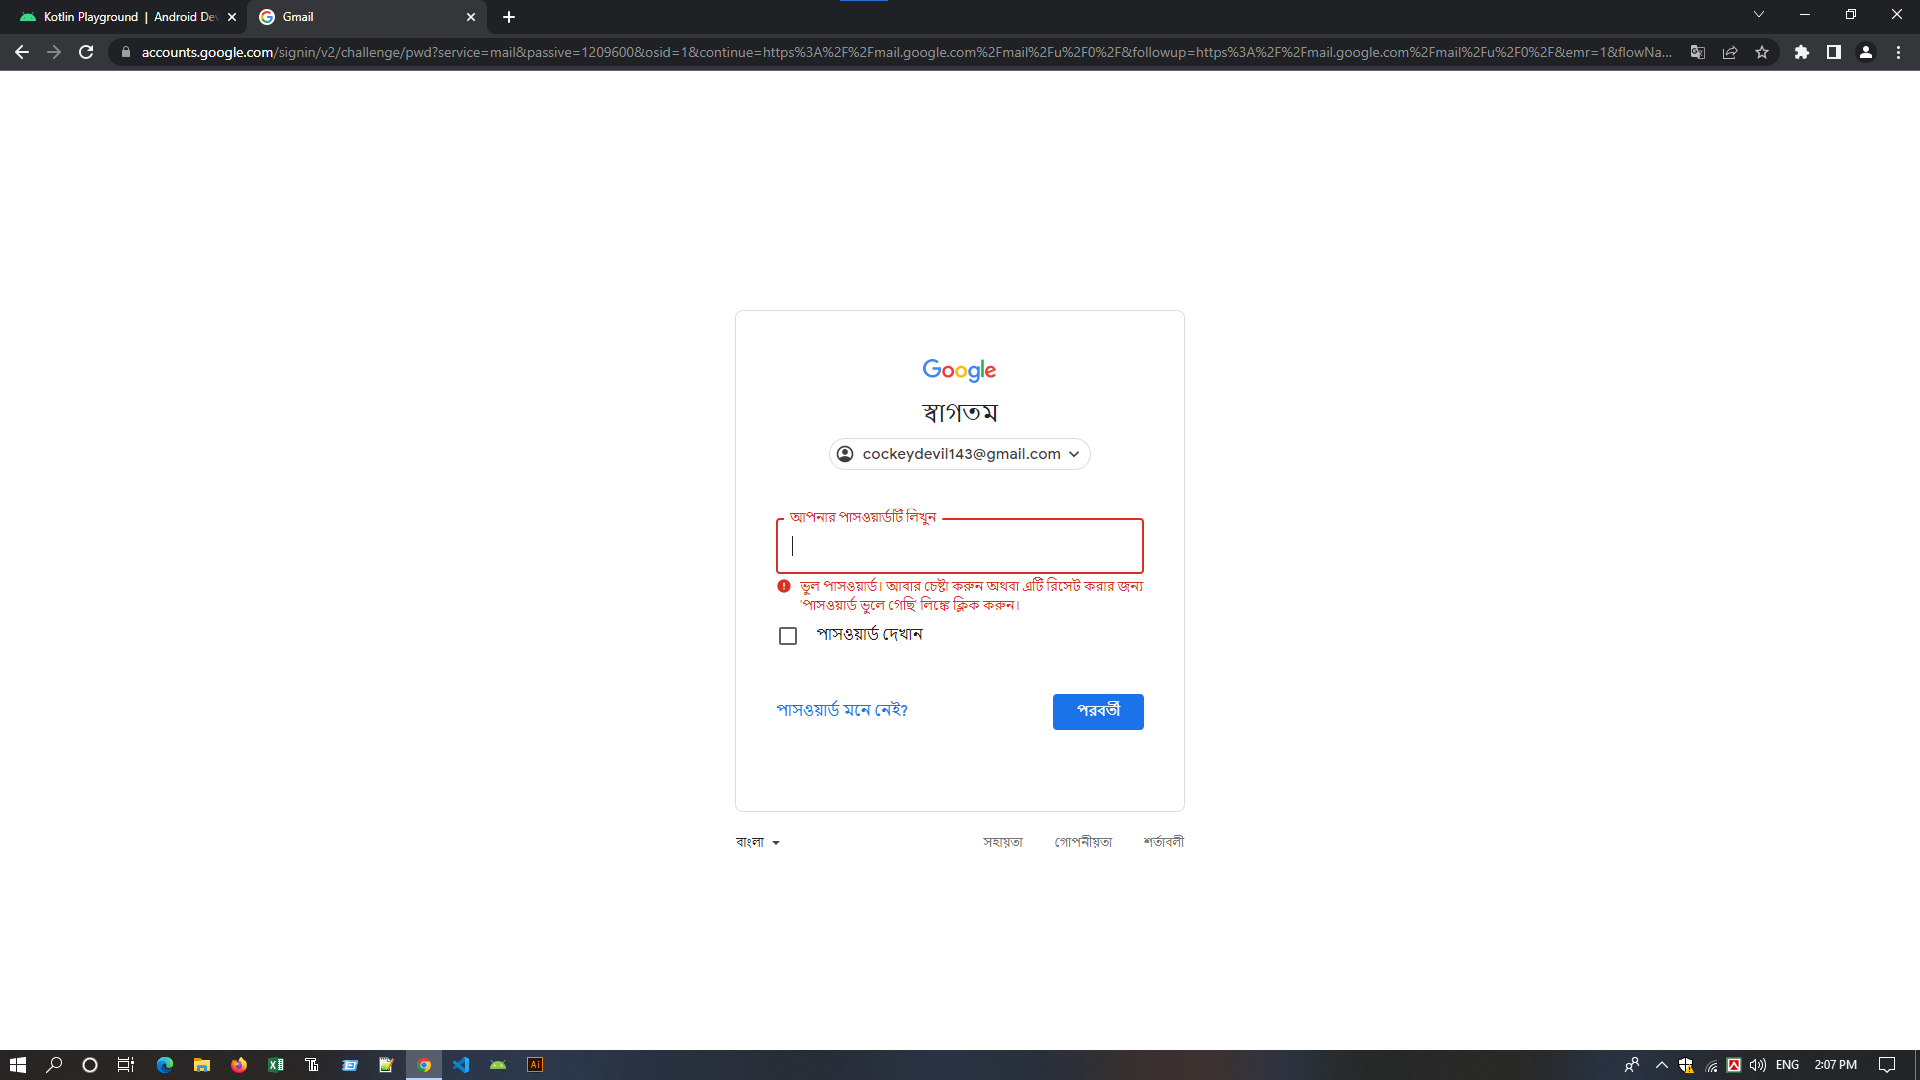 Kotlin Playground | Android De
Gmail
accounts.google.com/signin/v2/challenge/pwd?service=mail&passive=1209600&osid=1&continue=https%3A%2F%2Fmail.google.com%2Fmail%2Fu%2F0%2F&followup=https%3A%2F%2Fmail.google.com%2Fmail%2Fu%2F0%2F&emr=1&flowNa...
Google
স্বাগতম
cockeydevil143@gmail.com
আপনার পাসওয়ার্ডটি লিখুন
ভুল পাসওয়ার্ড। আবার চেষ্টা করুন অথবা এটি রিসেট করার জন্য
'পাসওয়ার্ড ভুলে গেছি' লিঙ্কে ক্লিক করুন।
পাসওয়ার্ড দেখান
পাসওয়ার্ড মনে নেই?
পরবর্তী
বাংলা
সহায়তা
গোপনীয়তা
শর্তাবলী
Ai
ENG
2:07 PM